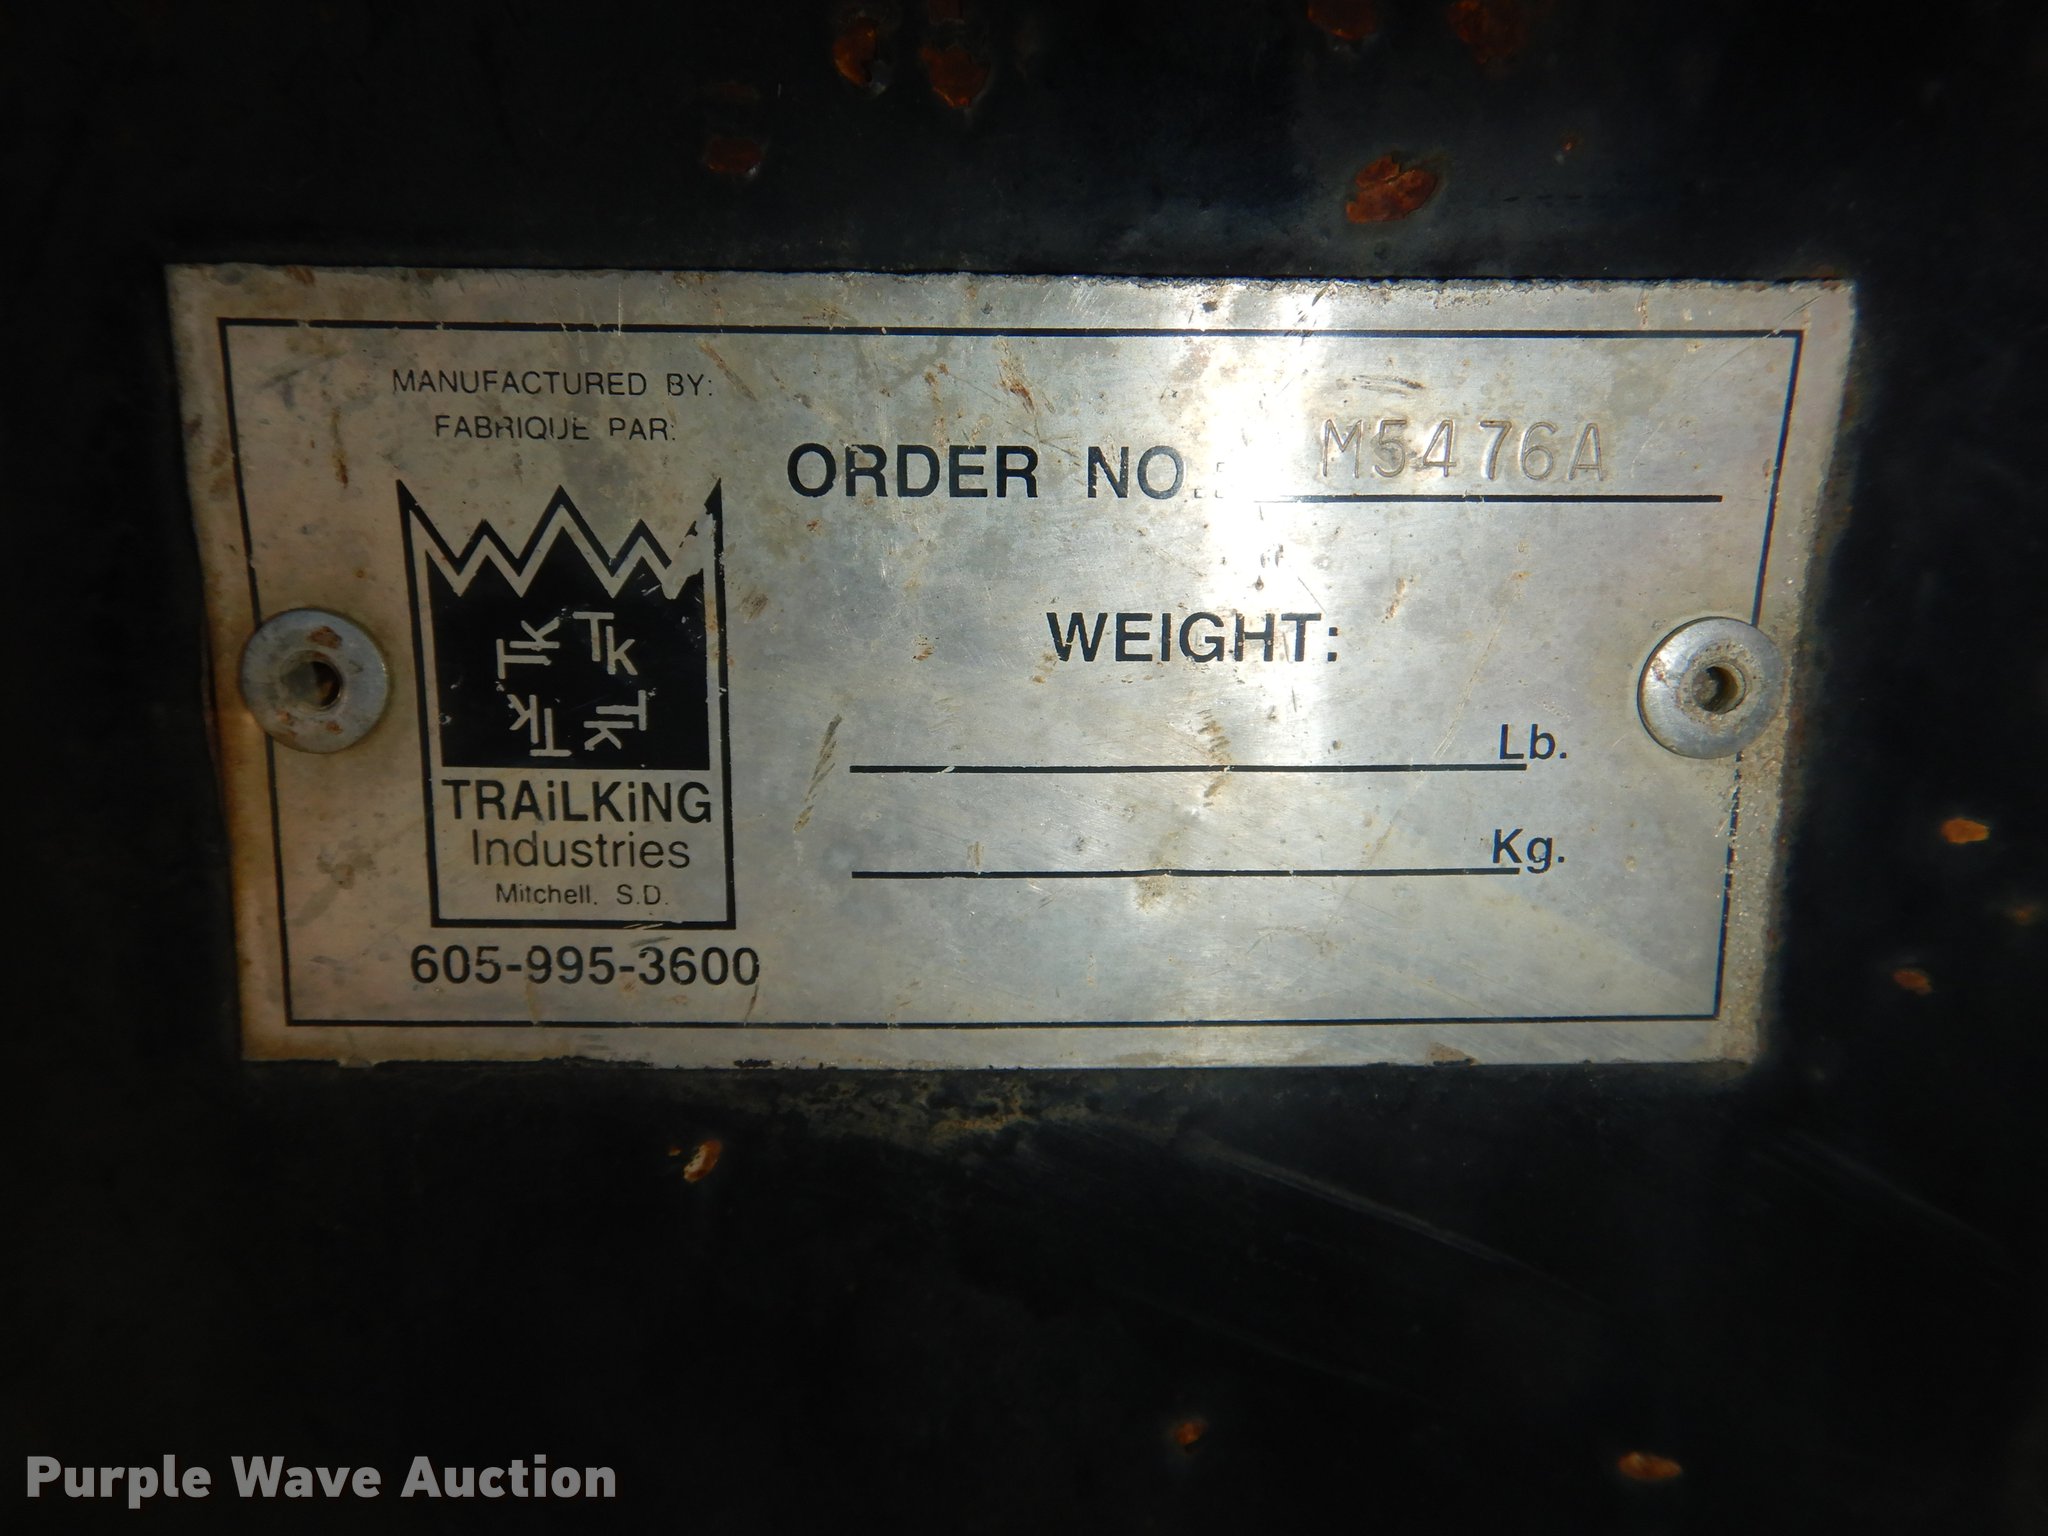 MANUFACTURED BY:
FABRIQUE PAR:
TK TK
TK TK
TRAiLKiNG
Industries
Mitchell, S.D.
605-995-3600
ORDER NO.: M5476A
WEIGHT:
Lb.
Kg.
Purple Wave Auction